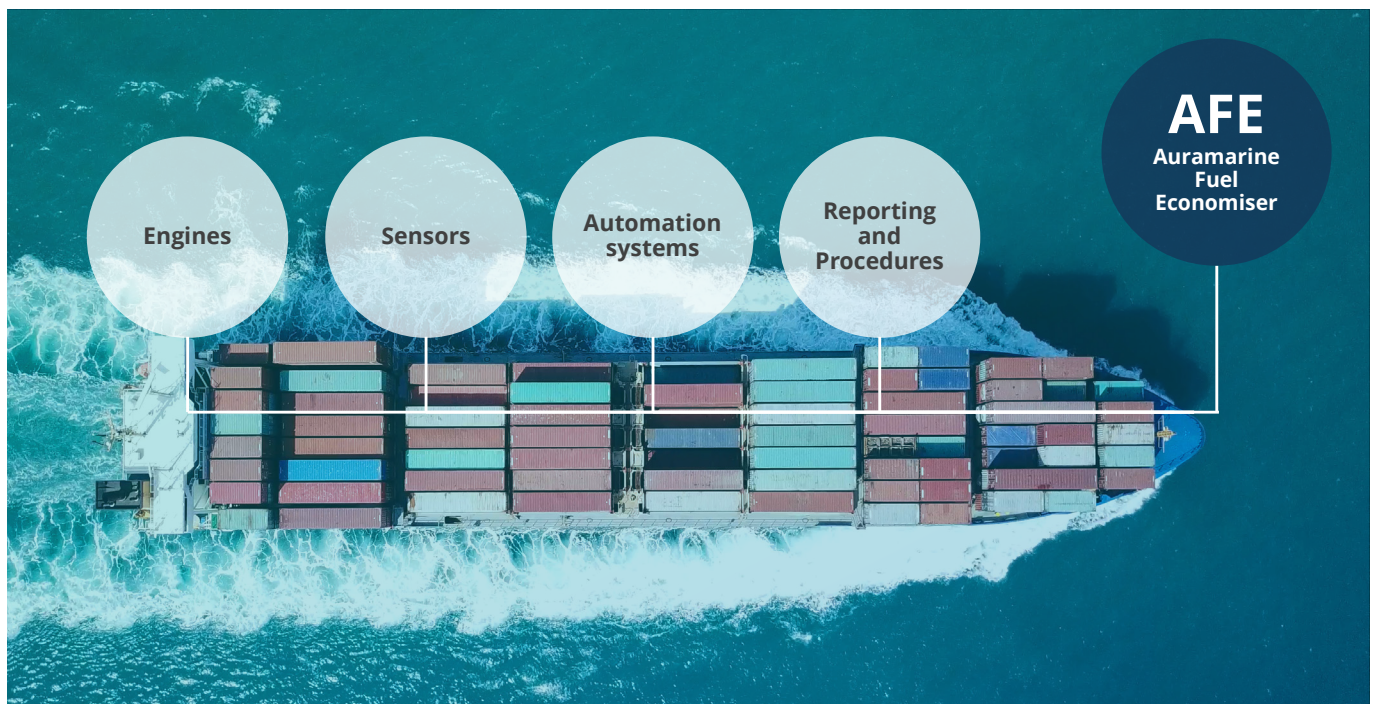 Engines
Sensors
Automation
systems
Reporting
and
Procedures
AFE
Auramarine
Fuel
Economiser